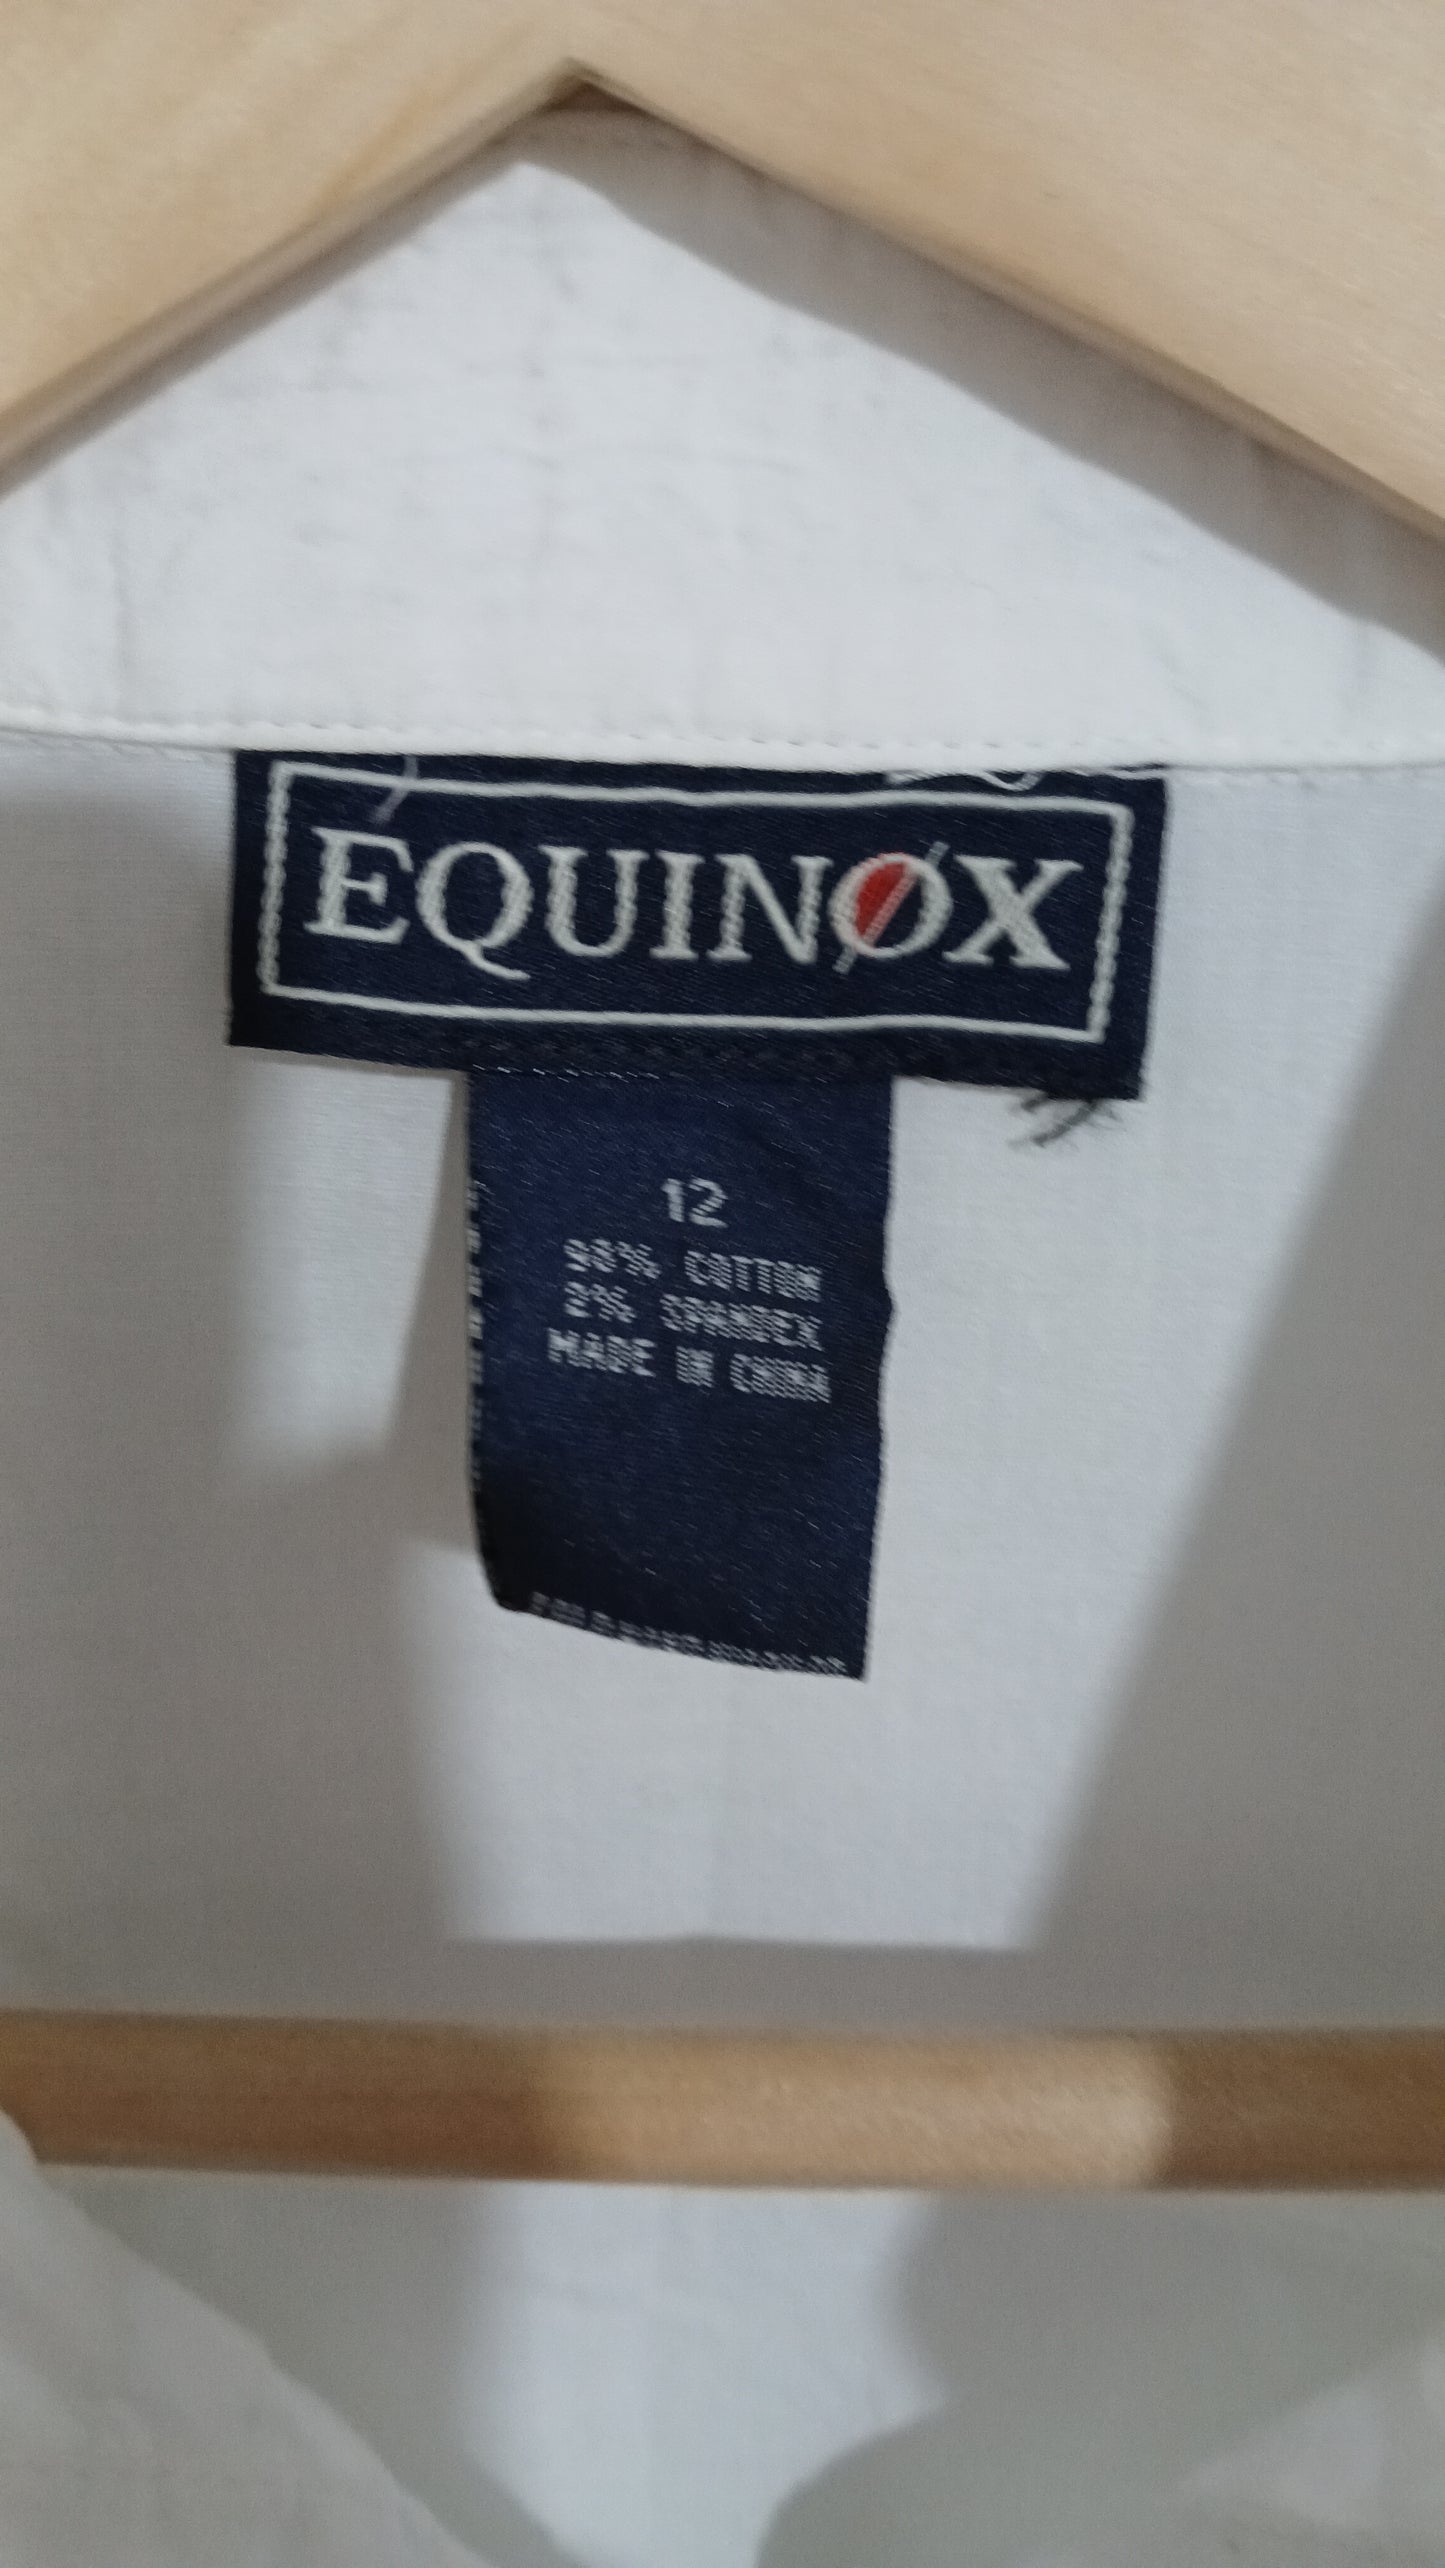 EQUINOX
12
98% COTTON
2% SPANDEX
MADE IN CHINA